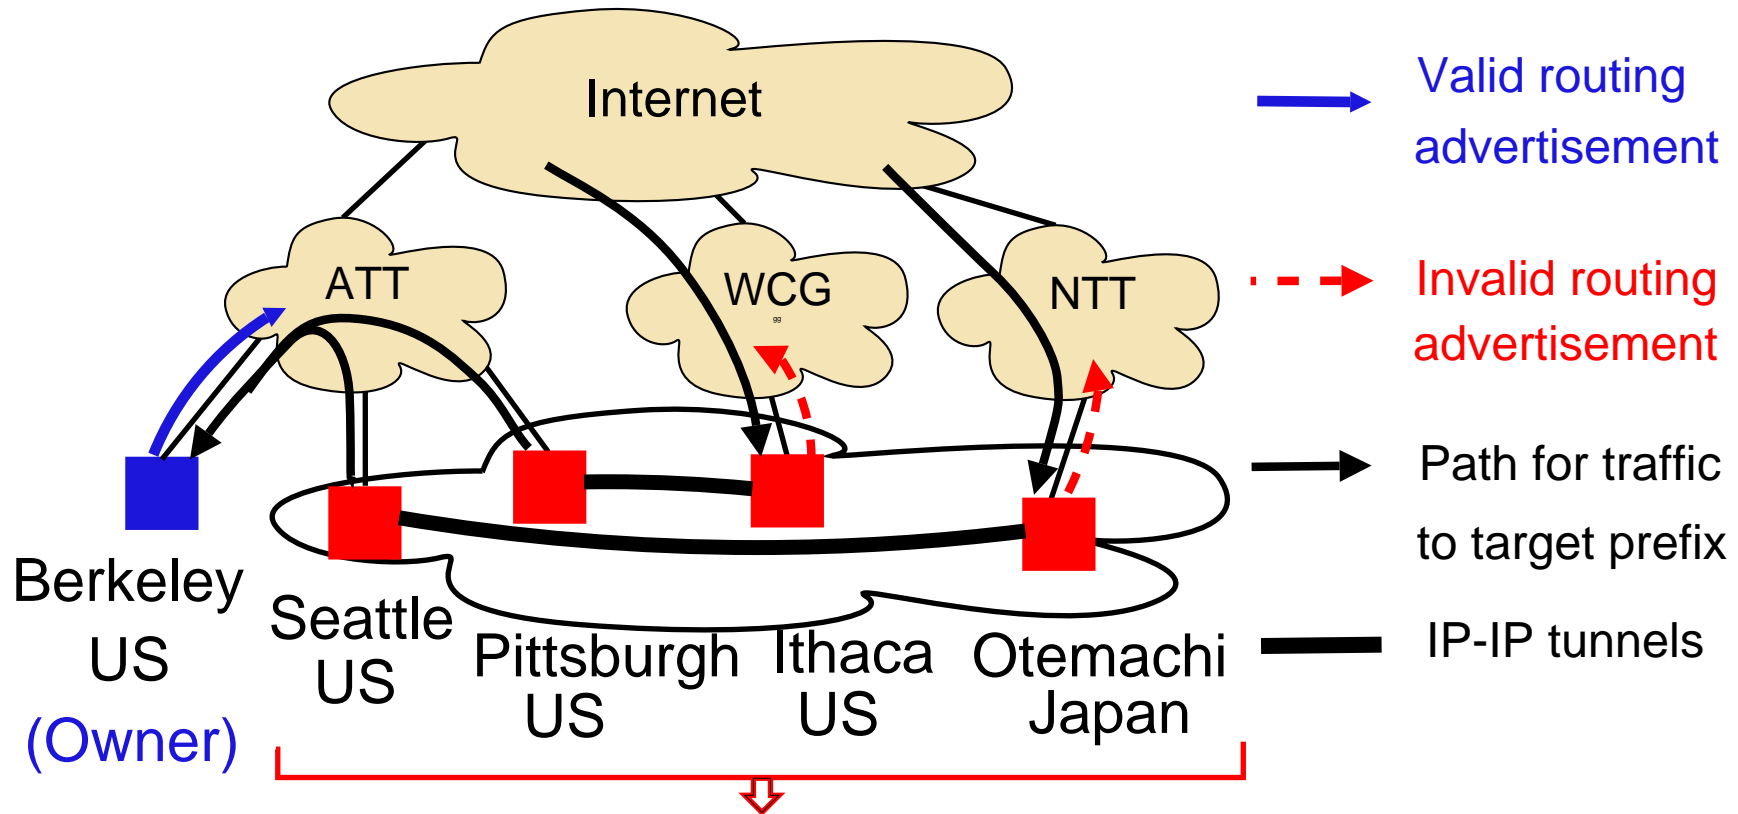 Internet
ATT
WCG
gg
NTT
Berkeley
US
(Owner)
Seattle
US
Pittsburgh
US
Ithaca
US
Otemachi
Japan
Valid routing
advertisement
Invalid routing
advertisement
Path for traffic
to target prefix
IP-IP tunnels